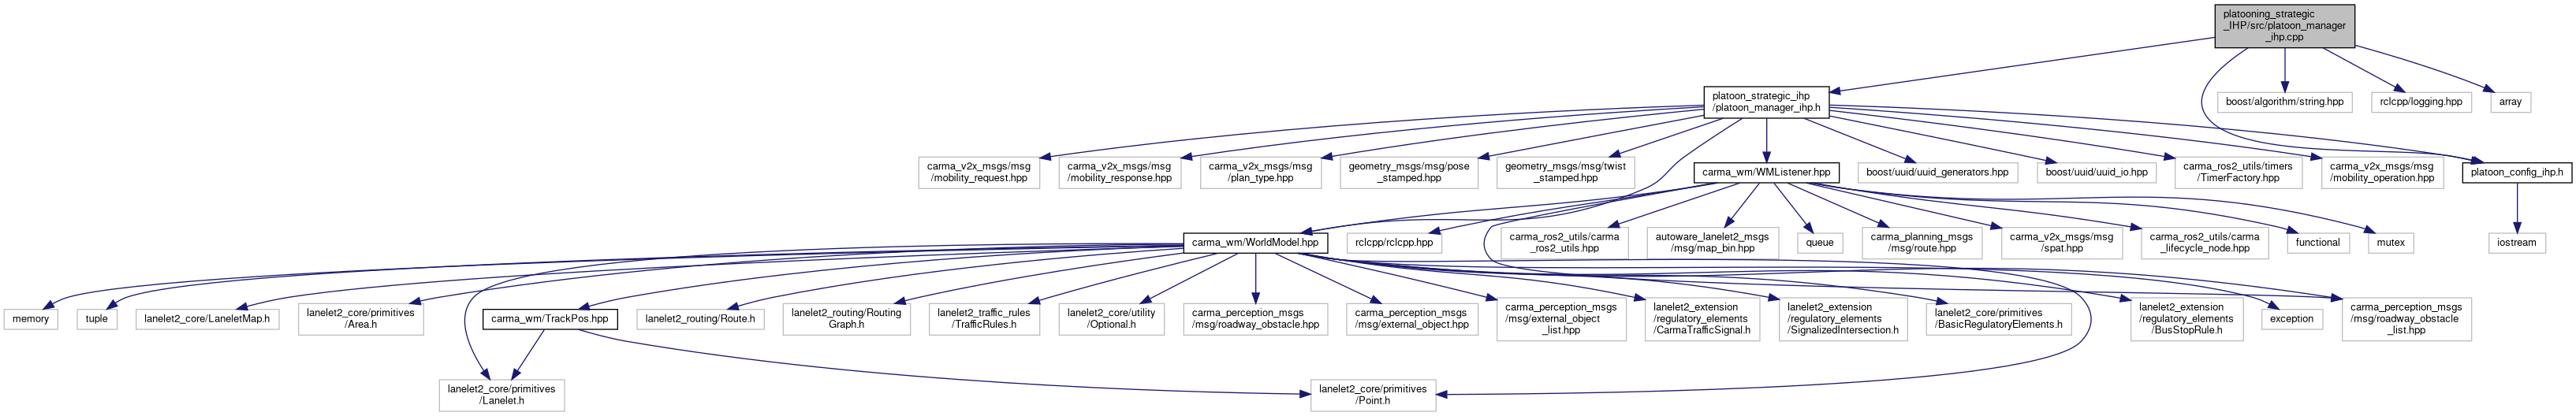 platooning_strategic
_IHP/src/platoon_manager
_ihp.cpp
platoon_strategic_ihp
/platoon_manager_ihp.h
boost/algorithm/string.hpp
rclcpp/logging.hpp
array
carma_v2x_msgs/msg
/mobility_request.hpp
carma_v2x_msgs/msg
/mobility_response.hpp
carma_v2x_msgs/msg
/plan_type.hpp
geometry_msgs/msg/pose
_stamped.hpp
geometry_msgs/msg/twist
_stamped.hpp
carma_wm/WMListener.hpp
boost/uuid/uuid_generators.hpp
boost/uuid/uuid_io.hpp
carma_ros2_utils/timers
/TimerFactory.hpp
carma_v2x_msgs/msg
/mobility_operation.hpp
platoon_config_ihp.h
carma_wm/WorldModel.hpp
rclcpp/rclcpp.hpp
carma_ros2_utils/carma
_ros2_utils.hpp
autoware_lanelet2_msgs
/msg/map_bin.hpp
queue
carma_planning_msgs
/msg/route.hpp
carma_v2x_msgs/msg
/spat.hpp
carma_ros2_utils/carma
_lifecycle_node.hpp
functional
mutex
iostream
memory
tuple
lanelet2_core/LaneletMap.h
lanelet2_core/primitives
/Area.h
carma_wm/TrackPos.hpp
lanelet2_routing/Route.h
lanelet2_routing/Routing
Graph.h
lanelet2_traffic_rules
/TrafficRules.h
lanelet2_core/utility
/Optional.h
carma_perception_msgs
/msg/roadway_obstacle.hpp
carma_perception_msgs
/msg/external_object.hpp
carma_perception_msgs
/msg/external_object
_list.hpp
lanelet2_extension
/regulatory_elements
/CarmaTrafficSignal.h
lanelet2_extension
/regulatory_elements
/SignalizedIntersection.h
lanelet2_core/primitives
/BasicRegulatoryElements.h
lanelet2_extension
/regulatory_elements
/BusStopRule.h
exception
carma_perception_msgs
/msg/roadway_obstacle
_list.hpp
lanelet2_core/primitives
/Lanelet.h
lanelet2_core/primitives
/Point.h